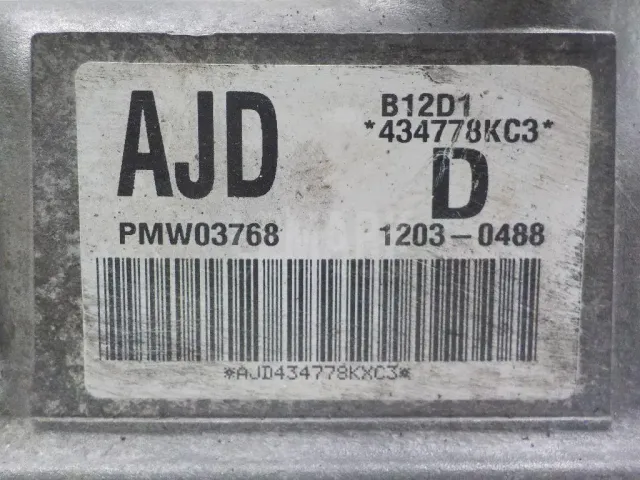 AJD
B12D1
*434778KC3*
D
PMW03768
1203-0488
*AJD434778KXC3*